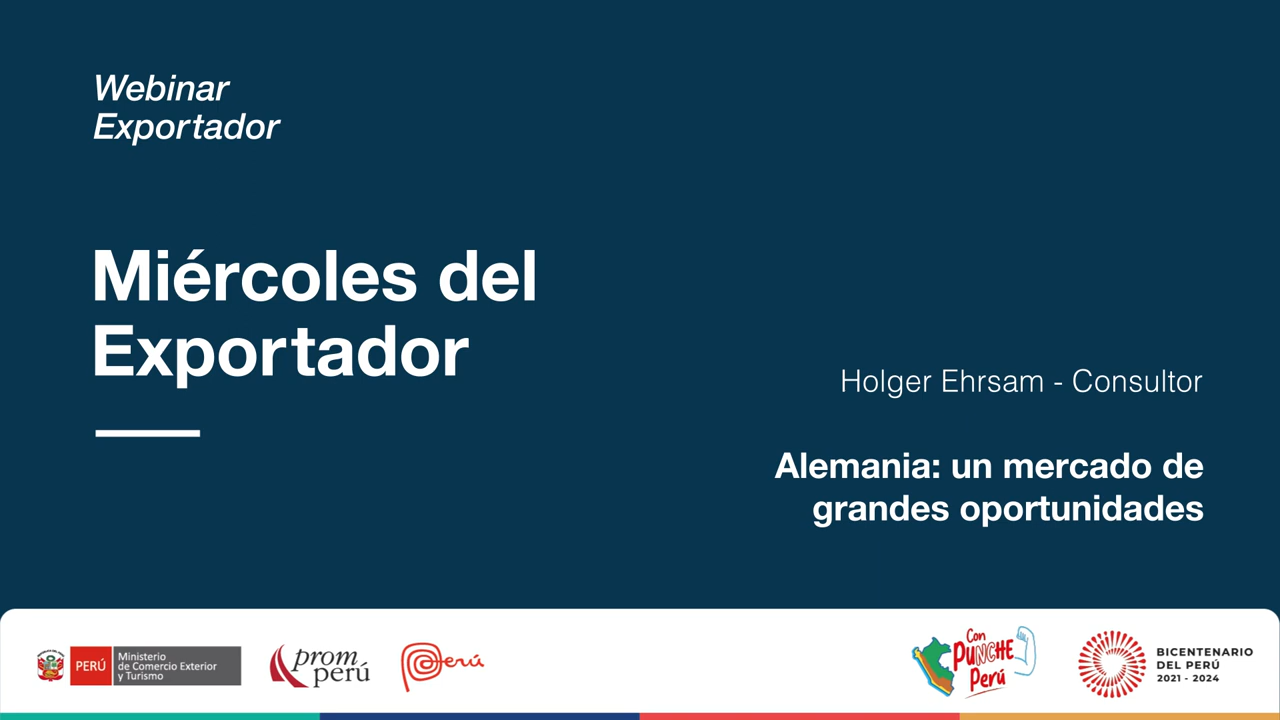 Webinar
Exportador
Miércoles del
Exportador
Holger Ehrsam - Consultor
Alemania: un mercado de
grandes oportunidades
PERÚ
Ministerio
de Comercio Exterior
y Turismo
prom
perú
Perú
Con
PUNCHE
Perú
BICENTENARIO
DEL PERÚ
2021 - 2024